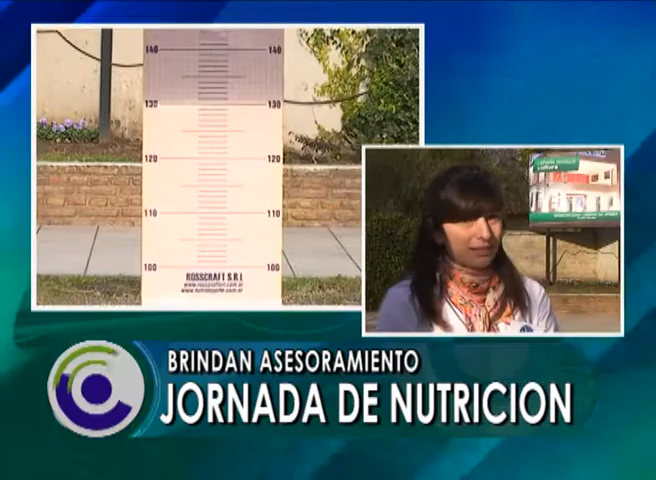 140 140
130 130
120 120
110 110
100 100
ROSSCRAFT S.R.L
BRINDAN ASESORAMIENTO
JORNADA DE NUTRICION